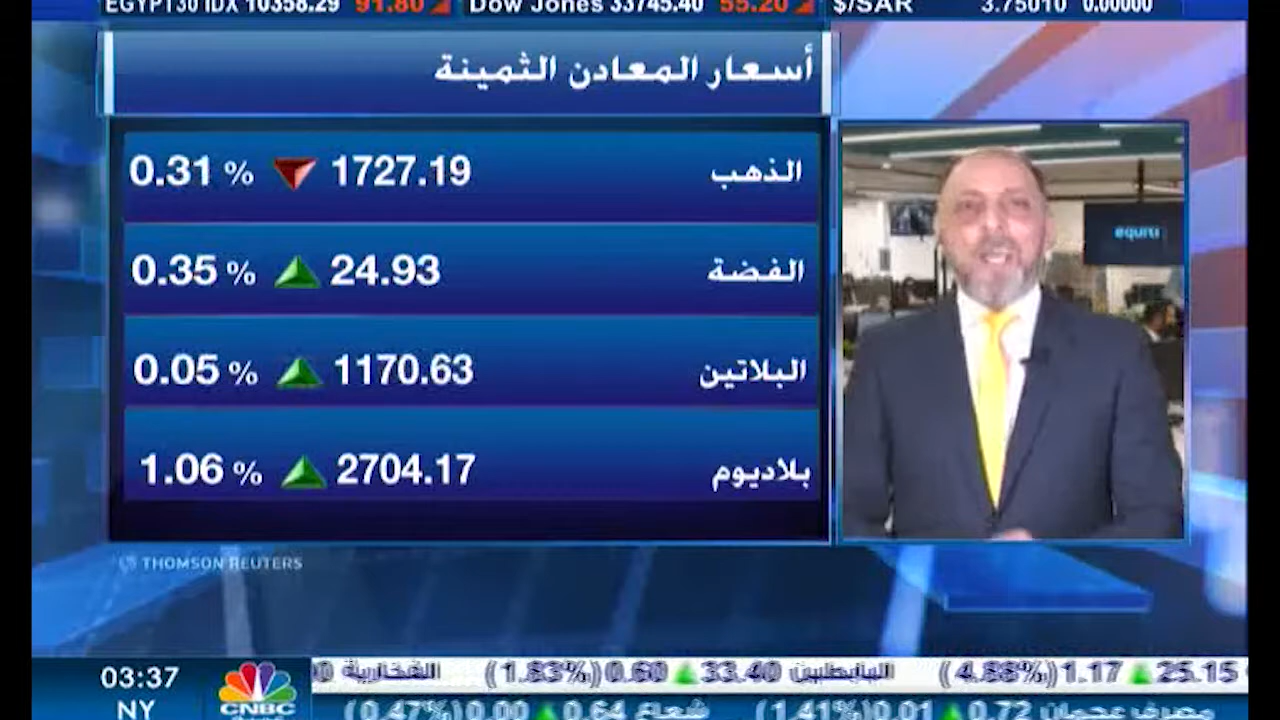 EGYPT30 IDX 10358.29 91.80 Dow Jones 33745.40 55.20 $/SAR 3.75010 0.00000
أسعار المعادن الثمينة
الذهب 1727.19 0.31 %
الفضة 24.93 0.35 %
البلاتين 1170.63 0.05 %
بلاديوم 2704.17 1.06 %
equiti
THOMSON REUTERS
03:37
NY
CNBC
25.15 1.17 (4.88%) 33.40 0.60 (1.83%) الفخارية
مصرف عجمان 0.72 0.01 (1.41%) شعاع 0.64 0.00 (0.47%)